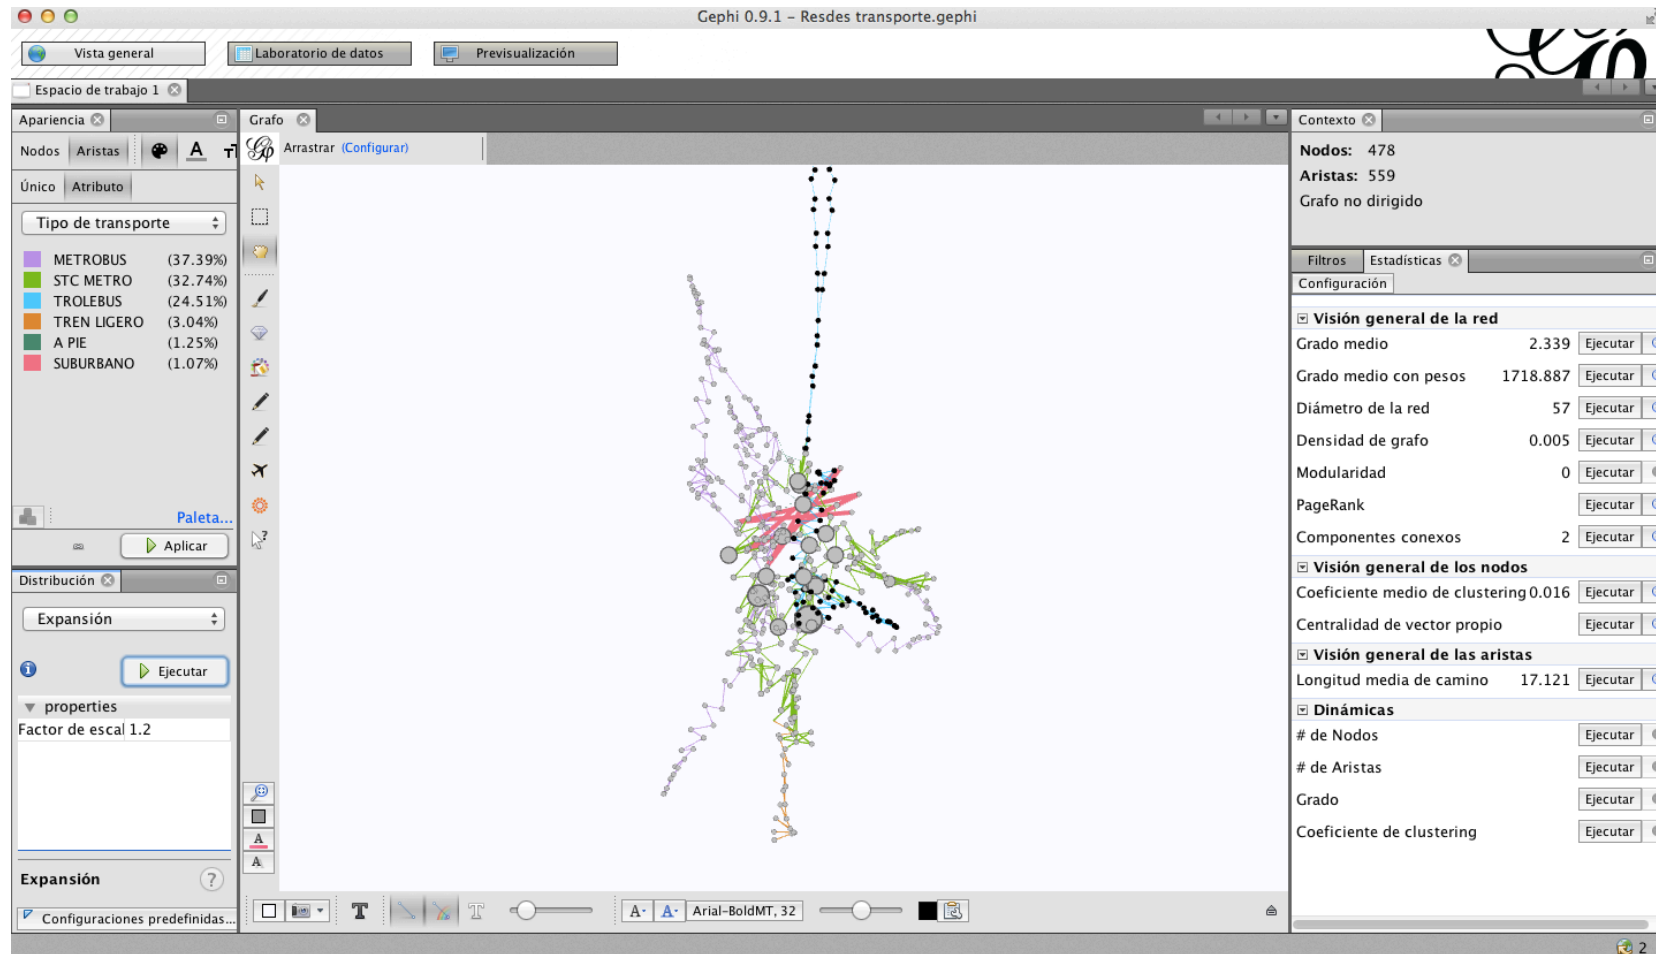 Gephi 0.9.1 - Resdes transporte.gephi
Vista general
Laboratorio de datos
Previsualización
Espacio de trabajo 1
Apariencia
Nodos Aristas A
Único Atributo
Tipo de transporte
METROBUS (37.39%)
STC METRO (32.74%)
TROLEBUS (24.51%)
TREN LIGERO (3.04%)
A PIE (1.25%)
SUBURBANO (1.07%)
Paleta...
Aplicar
Distribución
Expansión
Ejecutar
properties
Factor de escal 1.2
Expansión
?
Configuraciones predefinidas...
Grafo
Arrastrar (Configurar)
A
A
T T A A Arial-BoldMT, 32
Contexto
Nodos: 478
Aristas: 559
Grafo no dirigido
Filtros Estadísticas
Configuración
Visión general de la red
Grado medio 2.339 Ejecutar
Grado medio con pesos 1718.887 Ejecutar
Diámetro de la red 57 Ejecutar
Densidad de grafo 0.005 Ejecutar
Modularidad 0 Ejecutar
PageRank Ejecutar
Componentes conexos 2 Ejecutar
Visión general de los nodos
Coeficiente medio de clustering 0.016 Ejecutar
Centralidad de vector propio Ejecutar
Visión general de las aristas
Longitud media de camino 17.121 Ejecutar
Dinámicas
# de Nodos Ejecutar
# de Aristas Ejecutar
Grado Ejecutar
Coeficiente de clustering Ejecutar
2